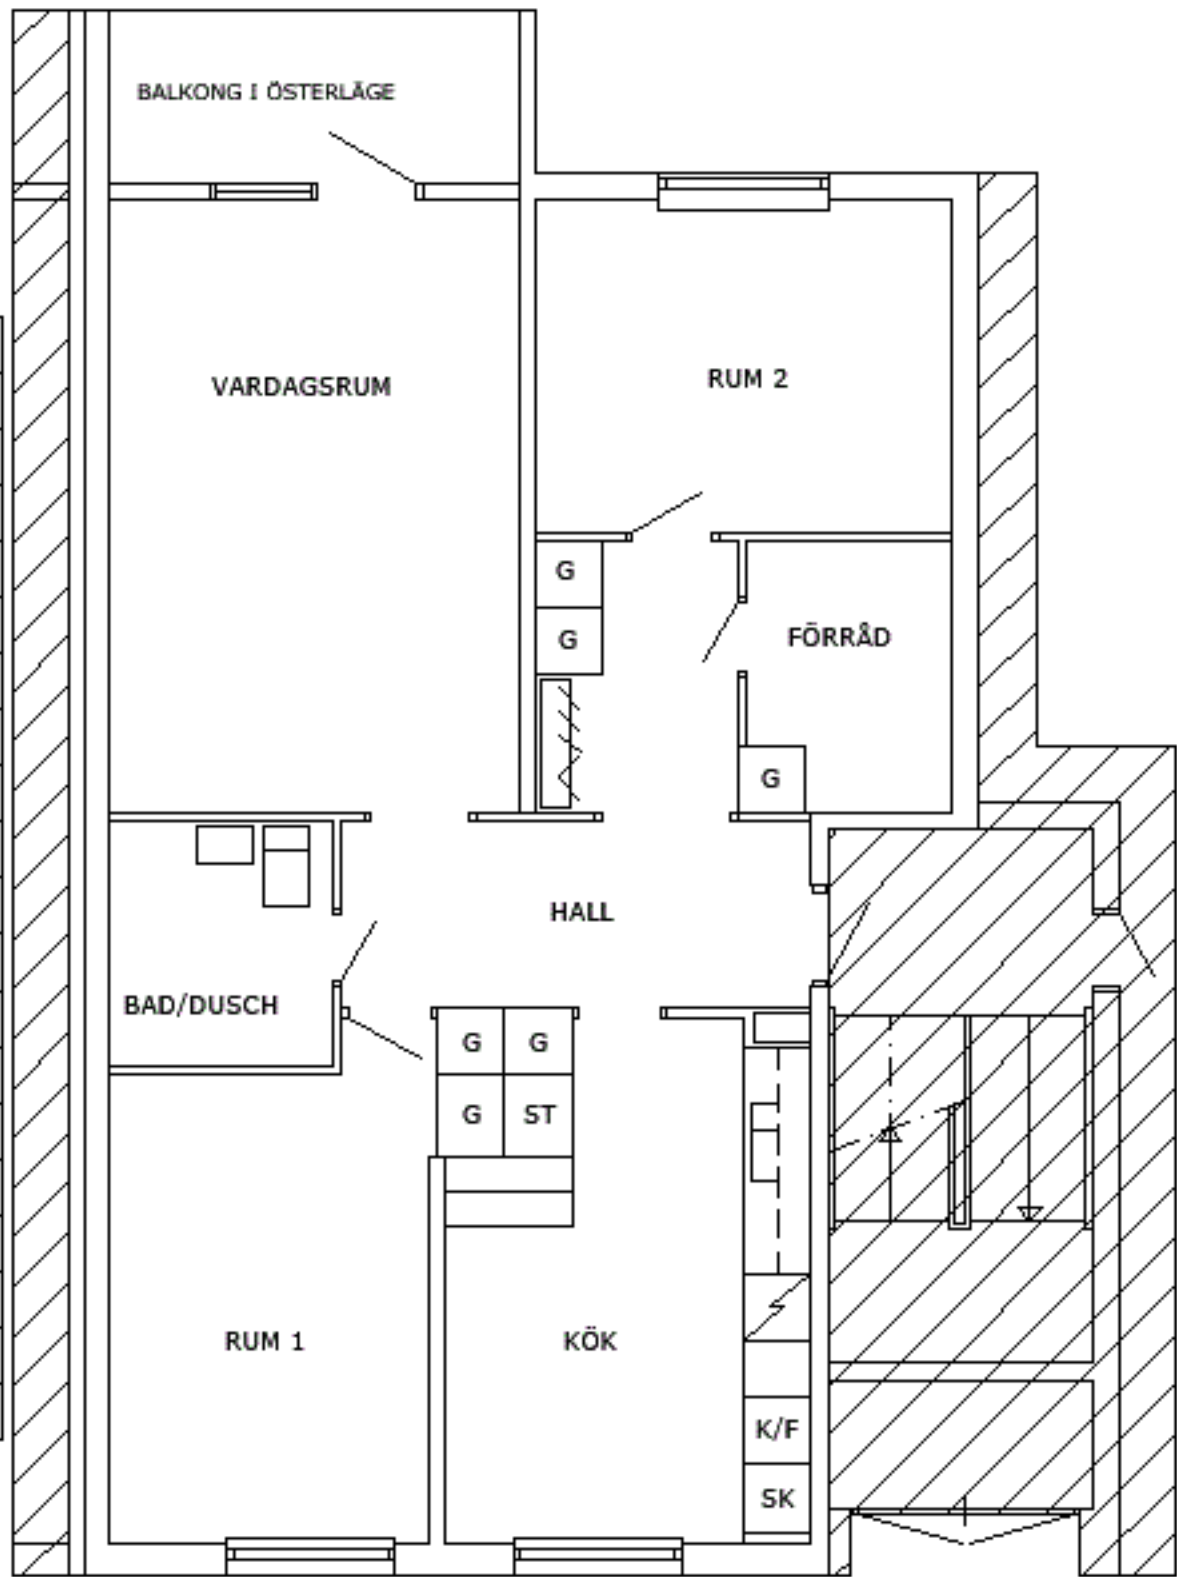 BALKONG I ÖSTERLÄGE
VARDAGSRUM
RUM 2
G
G
FÖRRÅD
G
HALL
BAD/DUSCH
G
G
G
ST
RUM 1
KÖK
K/F
SK